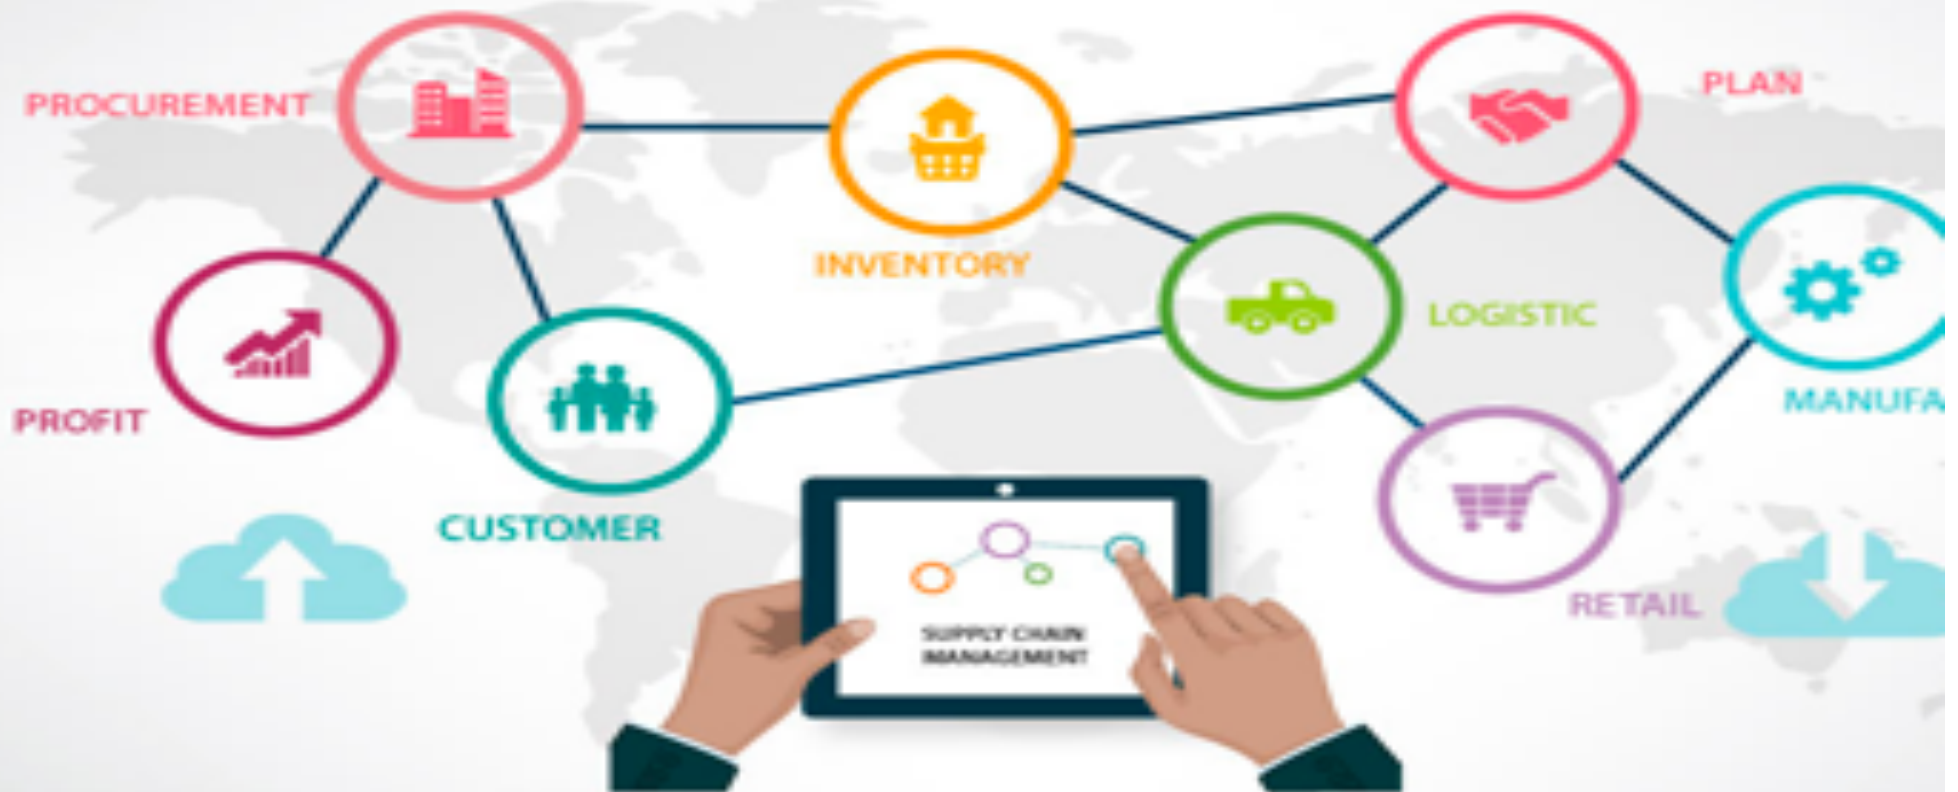 PROCUREMENT
PLAN
INVENTORY
LOGISTIC
MANUFA
PROFIT
CUSTOMER
RETAIL
SUPPLY CHAIN
MANAGEMENT